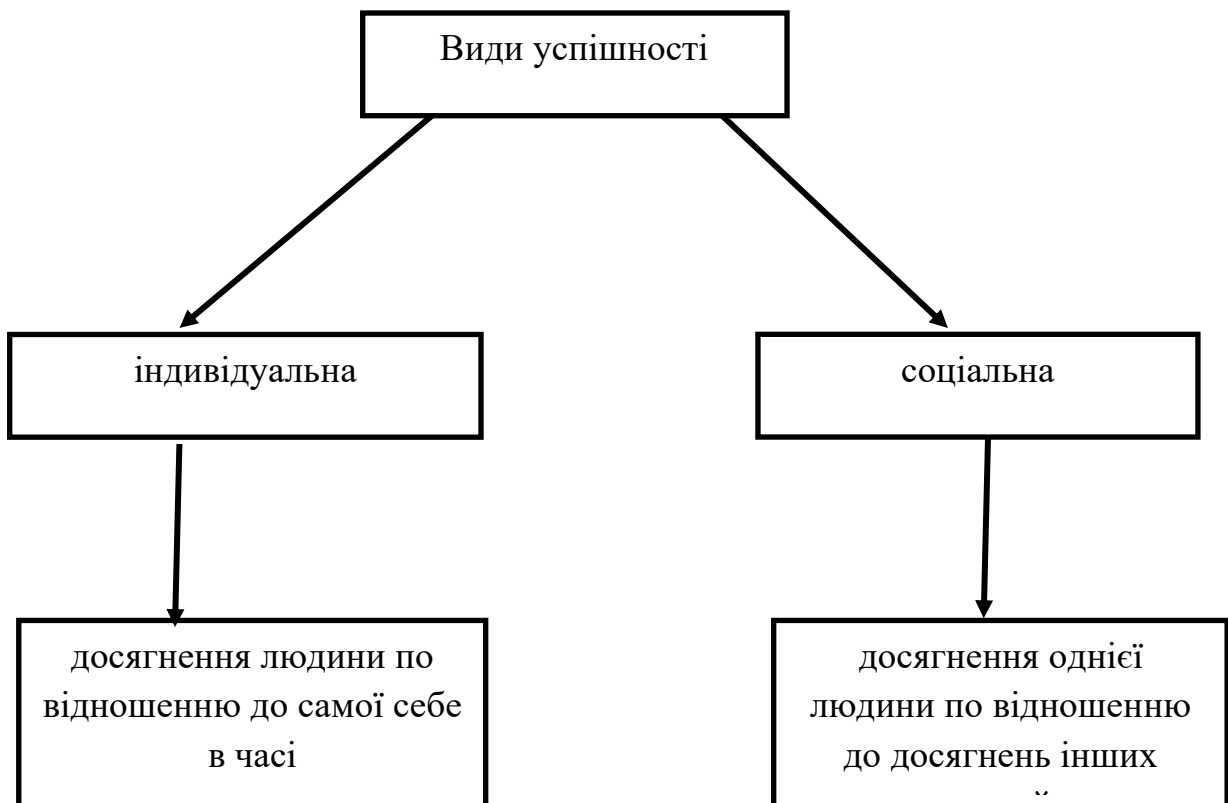 Види успішності
індивідуальна
соціальна
досягнення людини по
відношенню до самої себе
в часі
досягнення однієї
людини по відношенню
до досягнень інших